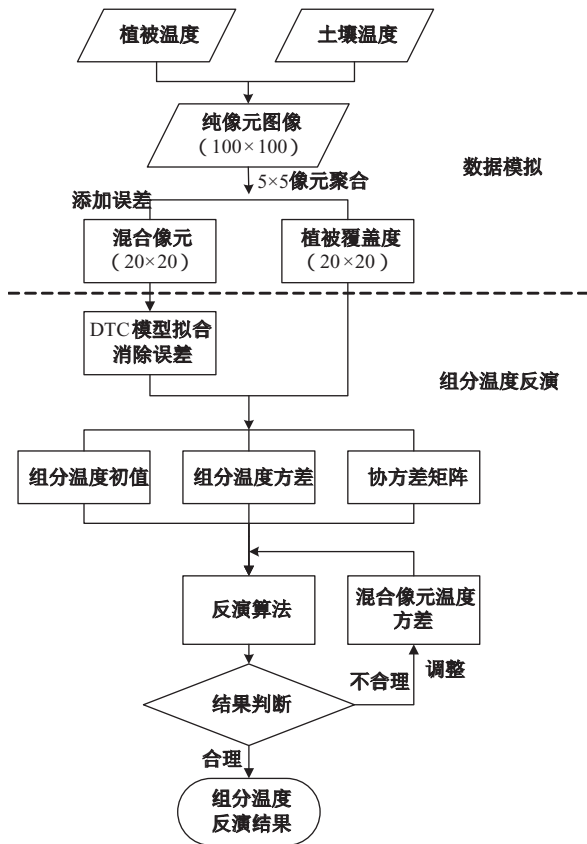 植被温度
土壤温度
纯像元图像
（100×100）
5×5像元聚合
数据模拟
添加误差
混合像元
（20×20）
植被覆盖度
（20×20）
DTC模型拟合
消除误差
组分温度反演
组分温度初值
组分温度方差
协方差矩阵
反演算法
混合像元温度
方差
不合理
调整
结果判断
合理
组分温度
反演结果